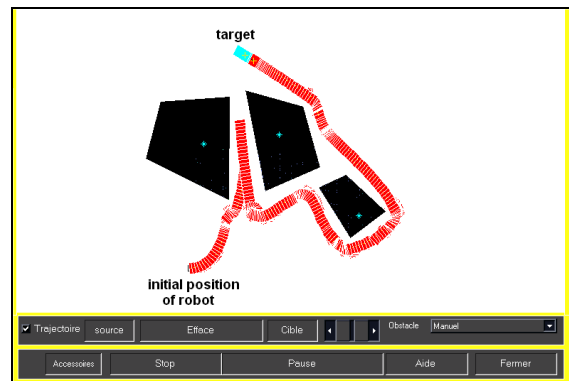 target
initial position
of robot
Trajectoire source Efface Cible Obstacle Manuel
Accessoires Stop Pause Aide Fermer